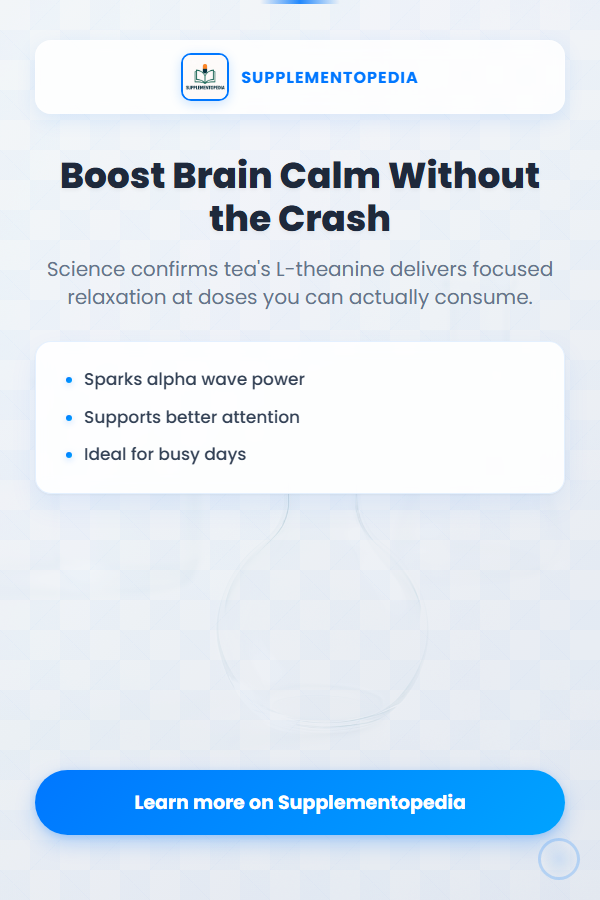 SUPPLEMENTOPEDIA
SUPPLEMENTOPEDIA
Boost Brain Calm Without
the Crash
Science confirms tea's L-theanine delivers focused
relaxation at doses you can actually consume.
Sparks alpha wave power
Supports better attention
Ideal for busy days
Learn more on Supplementopedia